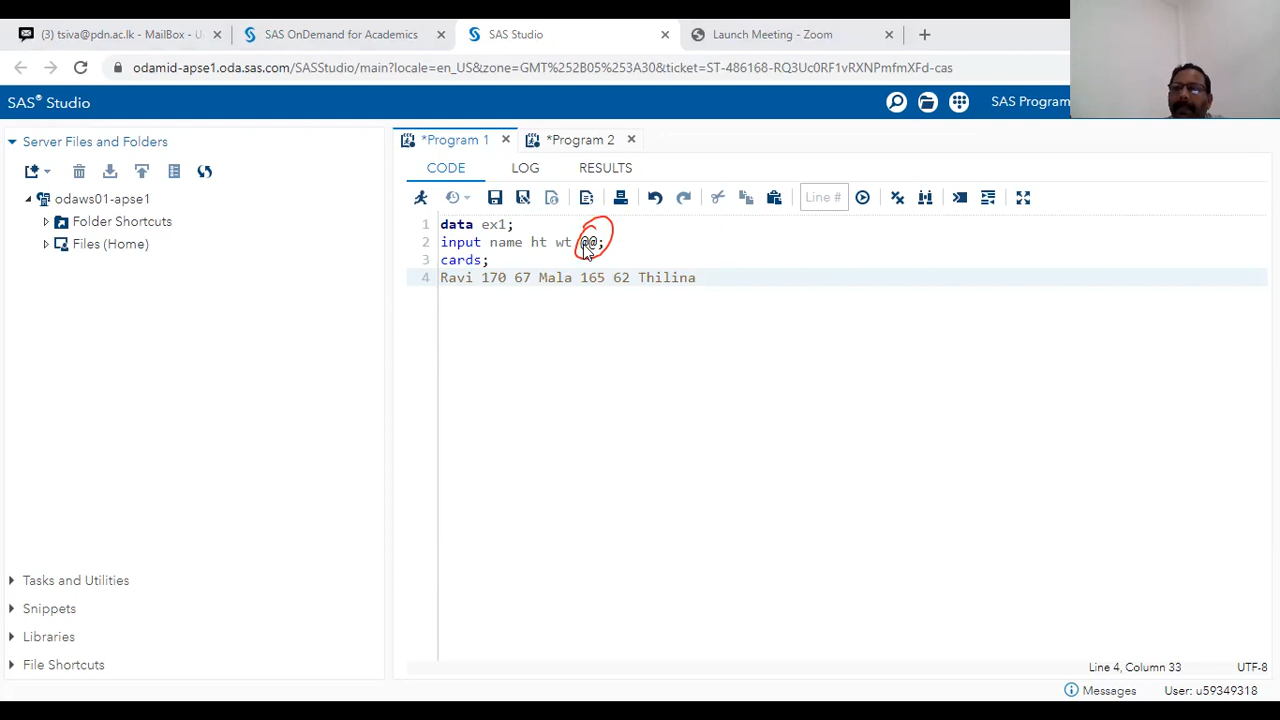 (3) tsiva@pdn.ac.lk - MailBox - U × SAS OnDemand for Academics × SAS Studio × Launch Meeting - Zoom × +
odamid-apse1.oda.sas.com/SASStudio/main?locale=en_US&zone=GMT%252B05%253A30&ticket=ST-486168-RQ3Uc0RF1vRXNPmfmXFd-cas
SAS® Studio SAS Program
Server Files and Folders
*Program 1 × *Program 2 ×
CODE LOG RESULTS
Line #
odaws01-apse1
Folder Shortcuts
Files (Home)
1 data ex1;
2 input name ht wt @@;
3 cards;
4 Ravi 170 67 Mala 165 62 Thilina
Tasks and Utilities
Snippets
Libraries
File Shortcuts
Line 4, Column 33 UTF-8
Messages User: u59349318